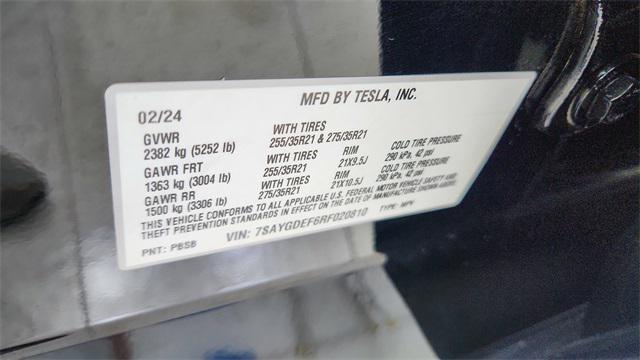 MFD BY TESLA, INC.
02/24
GVWR WITH TIRES
2382 kg (5252 lb) 255/35R21 & 275/35R21
GAWR FRT WITH TIRES RIM COLD TIRE PRESSURE
1363 kg (3004 lb) 255/35R21 21X9.5J 290 kPa, 42 psi
GAWR RR WITH TIRES RIM COLD TIRE PRESSURE
1500 kg (3306 lb) 275/35R21 21X10.5J 290 kPa, 42 psi
THIS VEHICLE CONFORMS TO ALL APPLICABLE U.S. FEDERAL MOTOR VEHICLE SAFETY AND
THEFT PREVENTION STANDARDS IN EFFECT ON THE DATE OF MANUFACTURE SHOWN ABOVE.
PNT: PBSB VIN: 7SAYGDEF6RF020810 TYPE: MPV